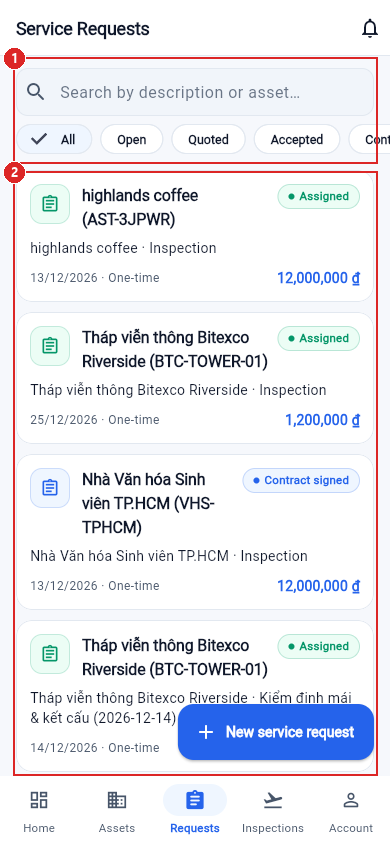 Service Requests
1
Search by description or asset...
All
Open
Quoted
Accepted
Cont
2
highlands coffee
(AST-3JPWR)
Assigned
highlands coffee · Inspection
13/12/2026 · One-time
12,000,000 ₫
Tháp viễn thông Bitexco
Riverside (BTC-TOWER-01)
Assigned
Tháp viễn thông Bitexco Riverside · Inspection
25/12/2026 · One-time
1,200,000 ₫
Nhà Văn hóa Sinh
viên TP.HCM (VHS-
TPHCM)
Contract signed
Nhà Văn hóa Sinh viên TP.HCM · Inspection
13/12/2026 · One-time
12,000,000 ₫
Tháp viễn thông Bitexco
Riverside (BTC-TOWER-01)
Assigned
Tháp viễn thông Bitexco Riverside · Kiểm định mái
& kết cấu (2026-12-14)
14/12/2026 · One-time
New service request
Home
Assets
Requests
Inspections
Account